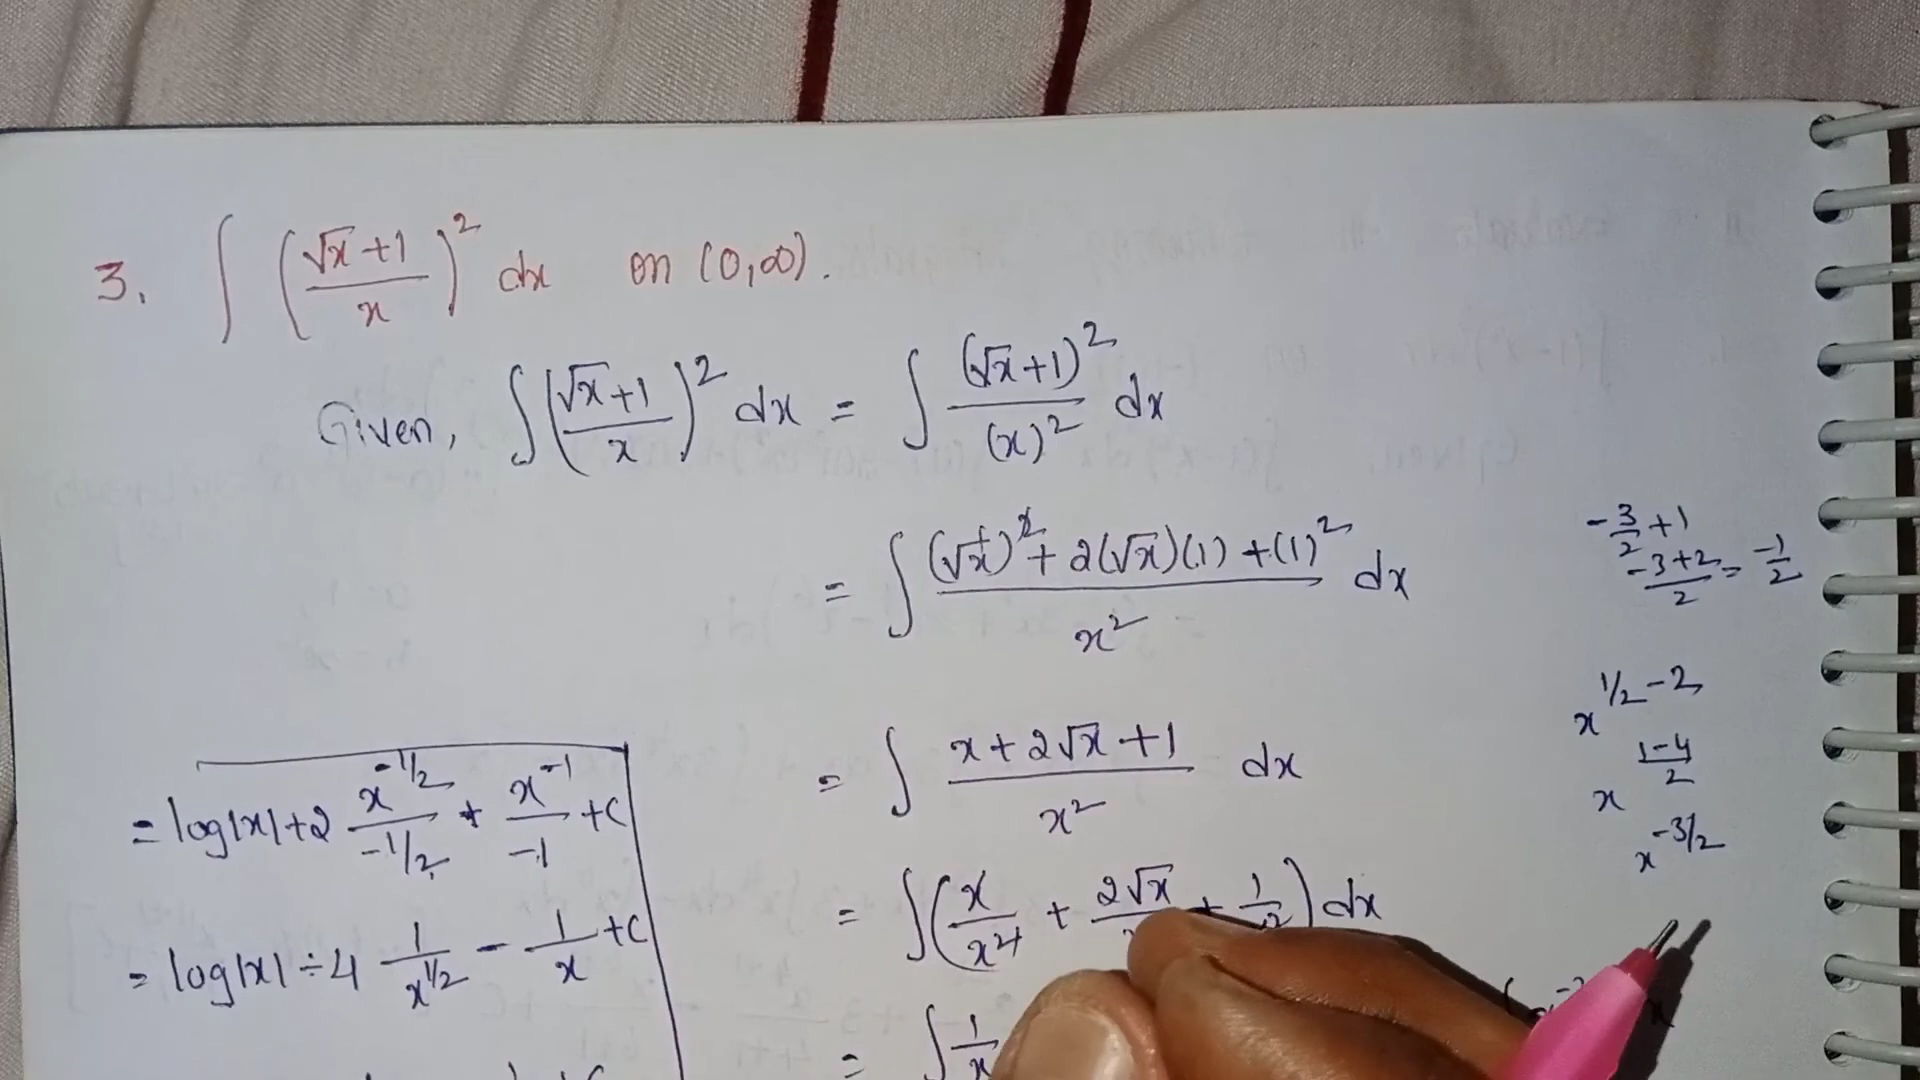 3. ∫ ((√x + 1)/x)² dx on (0,∞).
Given, ∫ ((√x + 1)/x)² dx = ∫ (√x + 1)²/(x)² dx
= ∫ ((√x)² + 2(√x)(1) + (1)²)/x² dx
= ∫ (x + 2√x + 1)/x² dx
= ∫ (x/x² + 2√x/ + 1/ ) dx
= ∫ 1/x
= log|x| + 2 x^(-1/2)/(-1/2) + x^(-1)/(-1) + c
= log|x| ÷ 4 1/x^(1/2) - 1/x + c
-3/2 + 1
(-3+2)/2 = -1/2
x^(1/2 - 2)
x^((1-4)/2)
x^(-3/2)